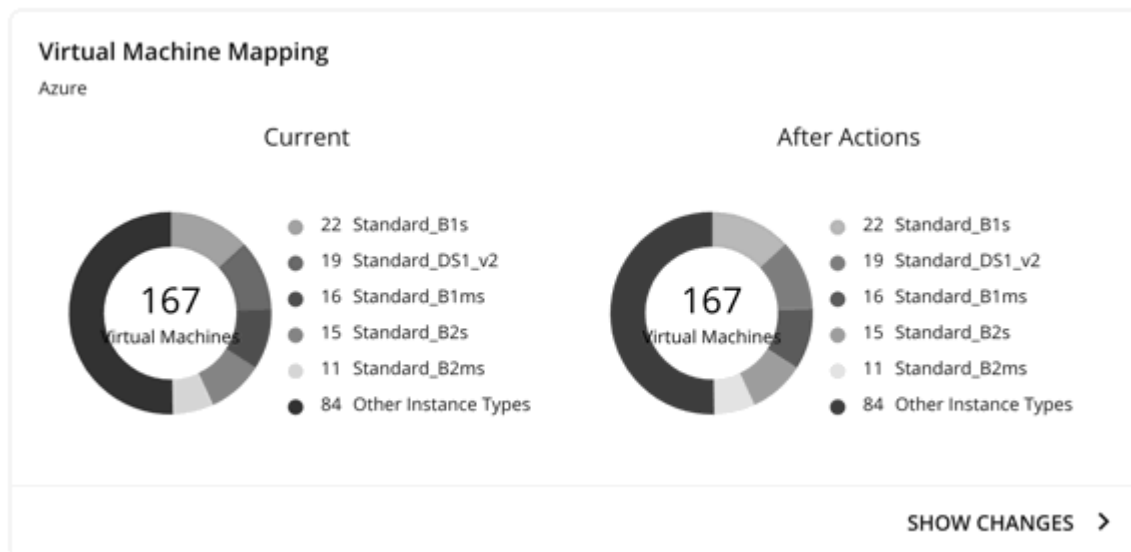 Virtual Machine Mapping
Azure
Current
167
Virtual Machines
22 Standard_B1s
19 Standard_DS1_v2
16 Standard_B1ms
15 Standard_B2s
11 Standard_B2ms
84 Other Instance Types
After Actions
167
Virtual Machines
22 Standard_B1s
19 Standard_DS1_v2
16 Standard_B1ms
15 Standard_B2s
11 Standard_B2ms
84 Other Instance Types
SHOW CHANGES